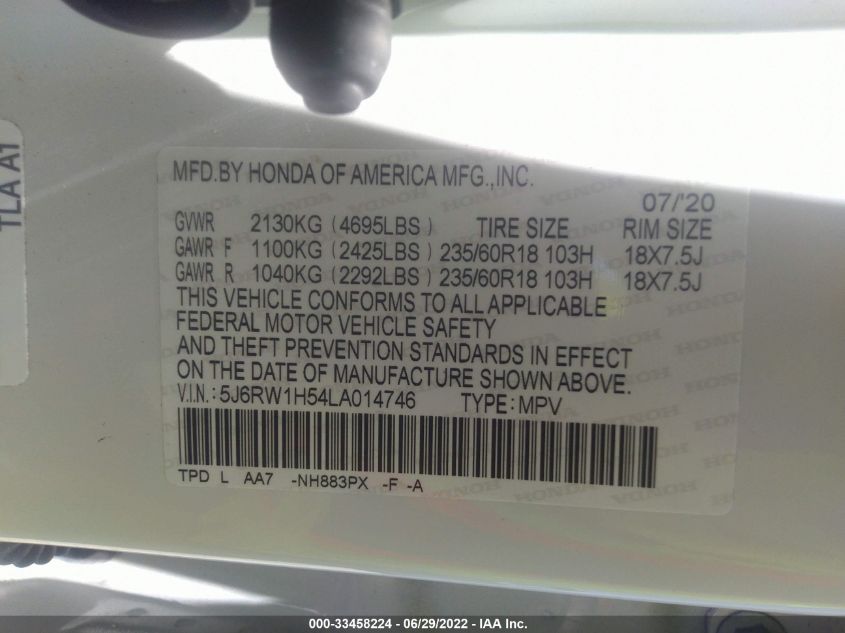 TLA A1
MFD.BY HONDA OF AMERICA MFG.,INC.
07/'20
GVWR 2130KG (4695LBS) TIRE SIZE RIM SIZE
GAWR F 1100KG (2425LBS) 235/60R18 103H 18X7.5J
GAWR R 1040KG (2292LBS) 235/60R18 103H 18X7.5J
THIS VEHICLE CONFORMS TO ALL APPLICABLE
FEDERAL MOTOR VEHICLE SAFETY
AND THEFT PREVENTION STANDARDS IN EFFECT
ON THE DATE OF MANUFACTURE SHOWN ABOVE.
V.I.N.: 5J6RW1H54LA014746 TYPE: MPV
TPD L AA7 -NH883PX -F -A
000-33458224 - 06/29/2022 - IAA Inc.